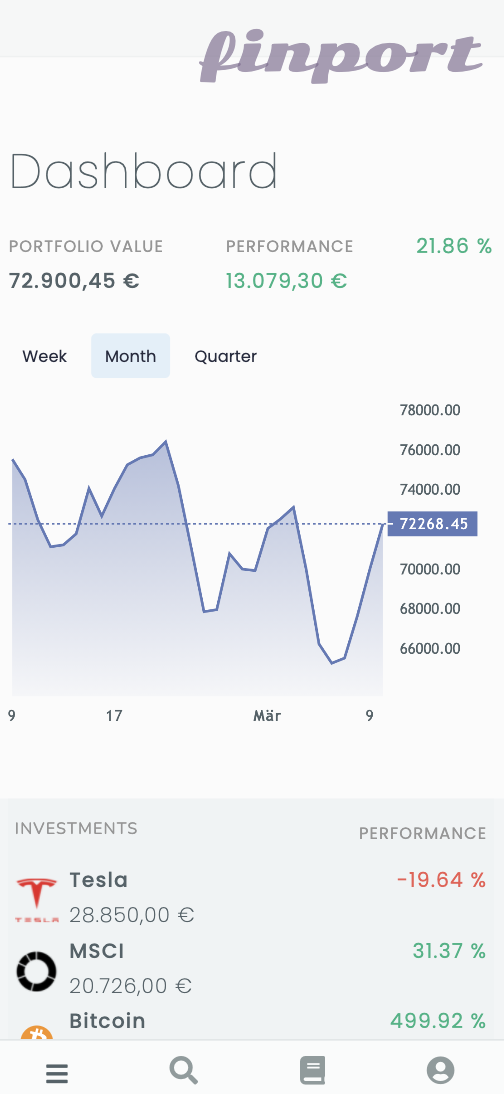 finport
Dashboard
PORTFOLIO VALUE PERFORMANCE 21.86 %
72.900,45 € 13.079,30 €
Week Month Quarter
78000.00
76000.00
74000.00
72268.45
70000.00
68000.00
66000.00
9 17 Mär 9
INVESTMENTS PERFORMANCE
Tesla -19.64 %
TESLA
28.850,00 €
MSCI 31.37 %
20.726,00 €
Bitcoin 499.92 %